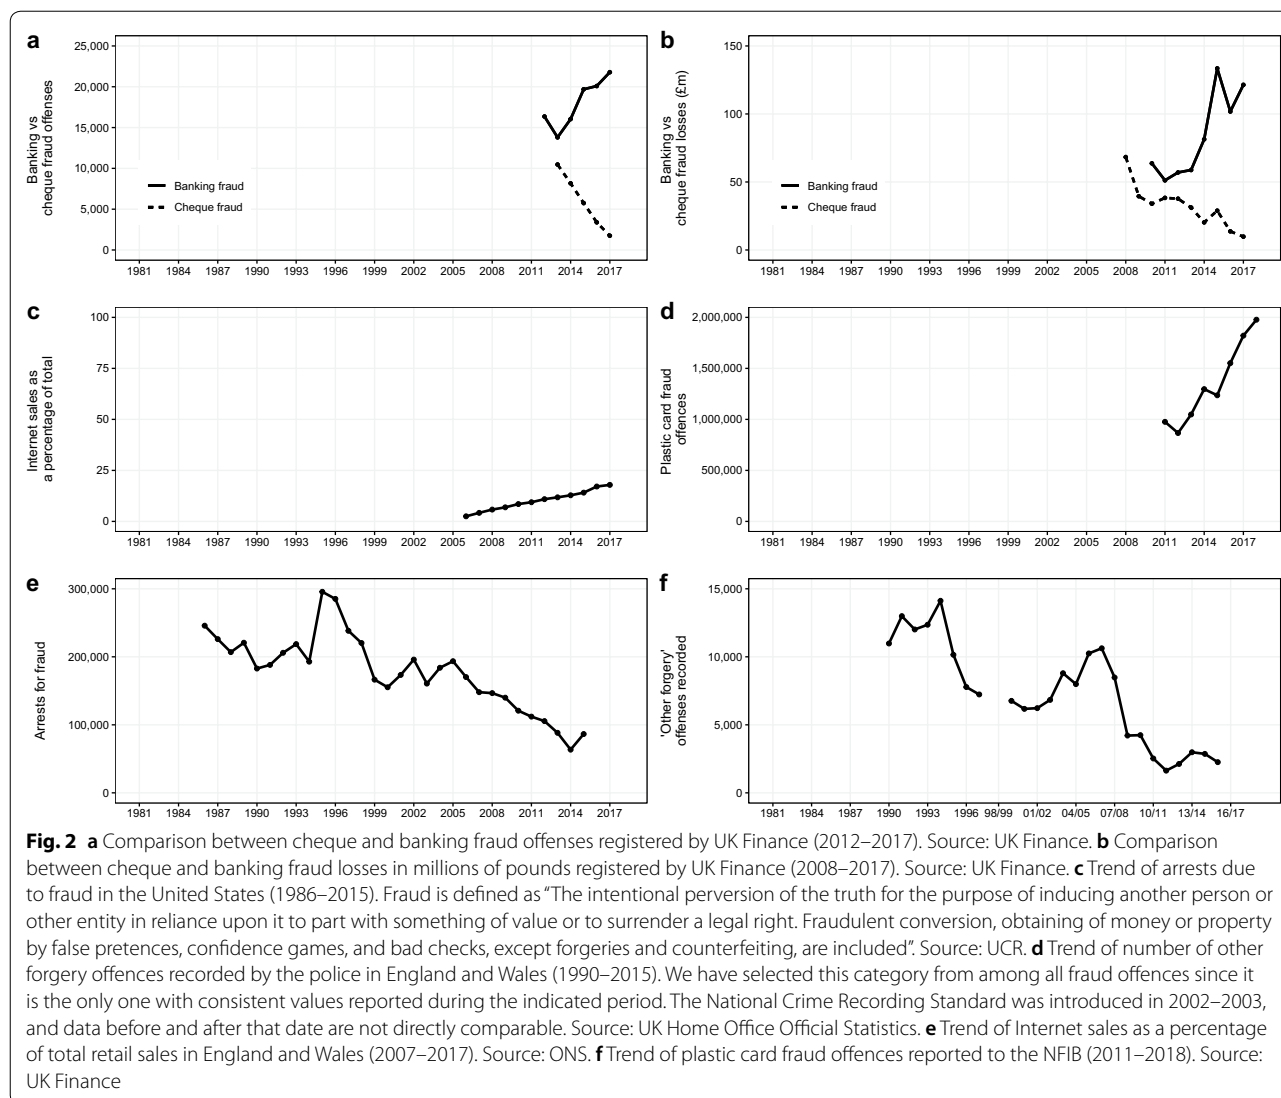 a
Banking vs
cheque fraud offenses
25,000
20,000
15,000
10,000
5,000
0
Banking fraud
Cheque fraud
1981 1984 1987 1990 1993 1996 1999 2002 2005 2008 2011 2014 2017
b
Banking vs
cheque fraud losses (£m)
150
100
50
0
Banking fraud
Cheque fraud
1981 1984 1987 1990 1993 1996 1999 2002 2005 2008 2011 2014 2017
c
Internet sales as
a percentage of total
100
75
50
25
0
1981 1984 1987 1990 1993 1996 1999 2002 2005 2008 2011 2014 2017
d
Plastic card fraud
offences
2,000,000
1,500,000
1,000,000
500,000
0
1981 1984 1987 1990 1993 1996 1999 2002 2005 2008 2011 2014 2017
e
Arrests for fraud
300,000
200,000
100,000
0
1981 1984 1987 1990 1993 1996 1999 2002 2005 2008 2011 2014 2017
f
'Other forgery'
offenses recorded
15,000
10,000
5,000
0
1981 1984 1987 1990 1993 1996 98/99 01/02 04/05 07/08 10/11 13/14 16/17
Fig. 2 a Comparison between cheque and banking fraud offenses registered by UK Finance (2012–2017). Source: UK Finance. b Comparison
between cheque and banking fraud losses in millions of pounds registered by UK Finance (2008–2017). Source: UK Finance. c Trend of arrests due
to fraud in the United States (1986–2015). Fraud is defined as “The intentional perversion of the truth for the purpose of inducing another person or
other entity in reliance upon it to part with something of value or to surrender a legal right. Fraudulent conversion, obtaining of money or property
by false pretences, confidence games, and bad checks, except forgeries and counterfeiting, are included”. Source: UCR. d Trend of number of other
forgery offences recorded by the police in England and Wales (1990–2015). We have selected this category from among all fraud offences since it
is the only one with consistent values reported during the indicated period. The National Crime Recording Standard was introduced in 2002–2003,
and data before and after that date are not directly comparable. Source: UK Home Office Official Statistics. e Trend of Internet sales as a percentage
of total retail sales in England and Wales (2007–2017). Source: ONS. f Trend of plastic card fraud offences reported to the NFIB (2011–2018). Source:
UK Finance